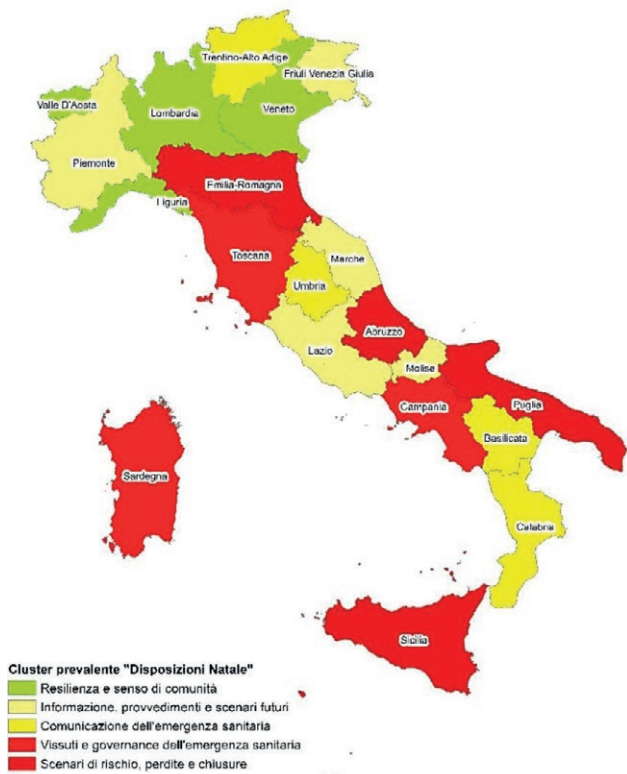 Trentino-Alto Adige
Friuli Venezia Giulia
Valle D'Aosta
Lombardia
Veneto
Piemonte
Emilia-Romagna
Liguria
Toscana
Marche
Umbria
Abruzzo
Lazio
Molise
Campania
Puglia
Basilicata
Sardegna
Calabria
Sicilia
Cluster prevalente "Disposizioni Natale"
Resilienza e senso di comunità
Informazione, provvedimenti e scenari futuri
Comunicazione dell'emergenza sanitaria
Vissuti e governance dell'emergenza sanitaria
Scenari di rischio, perdite e chiusure